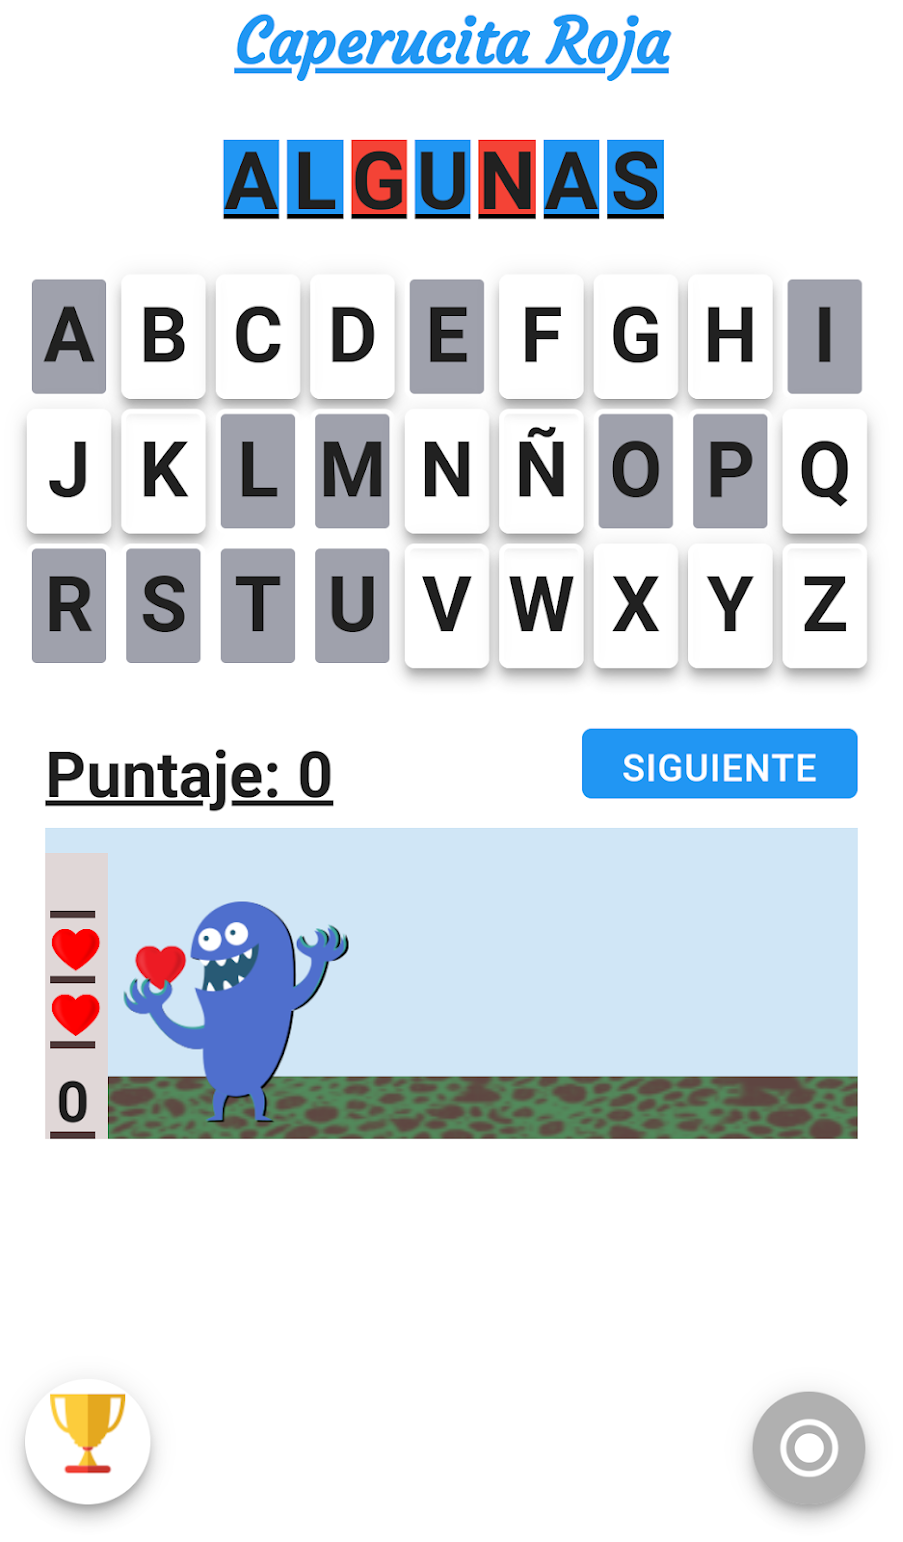 Caperucita Roja
ALGUNAS
A B C D E F G H I
J K L M N Ñ O P Q
R S T U V W X Y Z
Puntaje: 0
SIGUIENTE
0